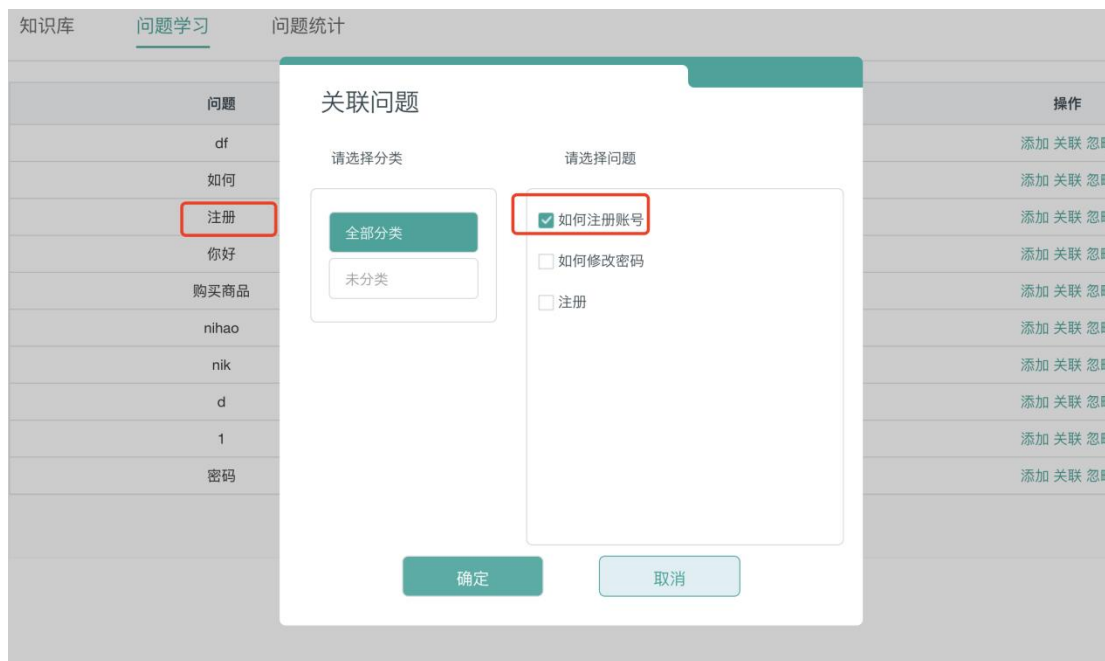 知识库 问题学习 问题统计
关联问题
问题 操作
请选择分类 请选择问题
df 添加 关联
如何 添加 关联
注册 添加 关联
全部分类
如何注册账号
你好 添加 关联
未分类
如何修改密码
购买商品 添加 关联
注册
nihao 添加 关联
nik 添加 关联
d 添加 关联
1 添加 关联
密码 添加 关联
确定 取消